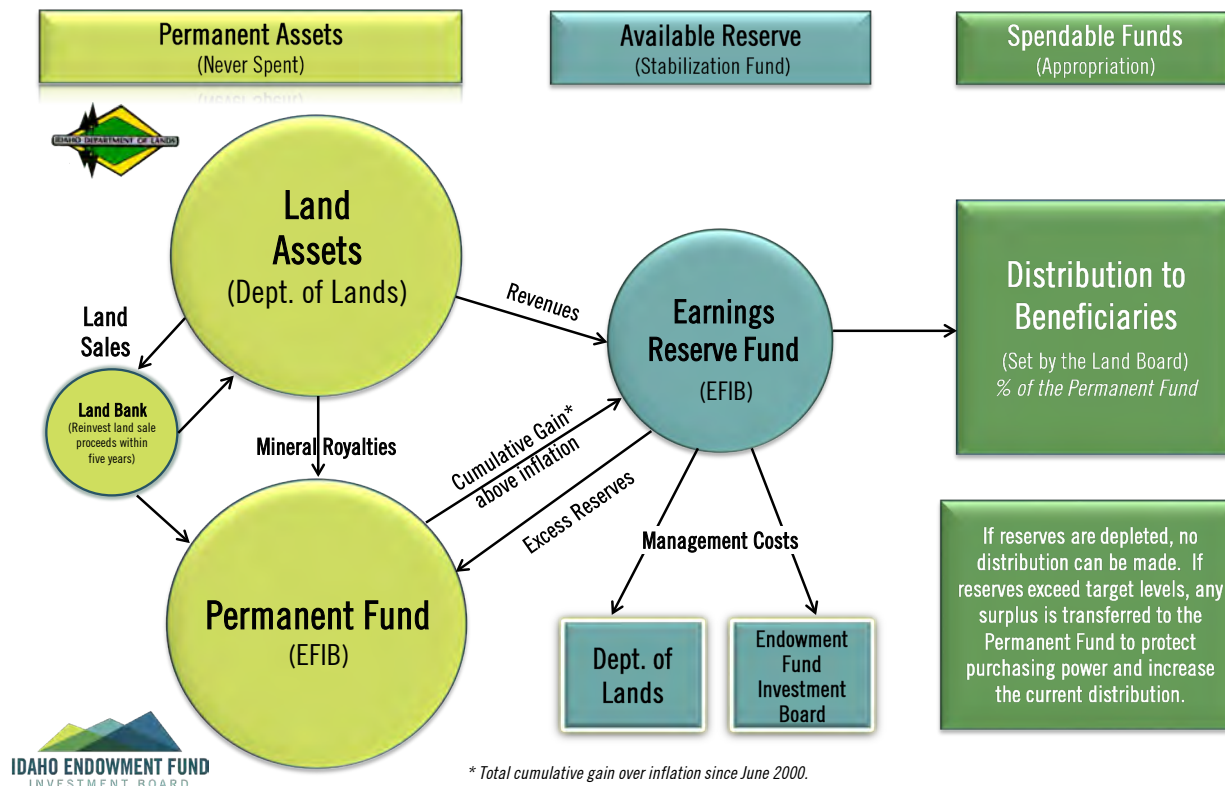 Permanent Assets
(Never Spent)
Available Reserve
(Stabilization Fund)
Spendable Funds
(Appropriation)
IDAHO DEPARTMENT OF LANDS
Land
Assets
(Dept. of Lands)
Revenues
Earnings
Reserve Fund
(EFIB)
Distribution to
Beneficiaries
(Set by the Land Board)
% of the Permanent Fund
Land
Sales
Land Bank
(Reinvest land sale
proceeds within
five years)
Mineral Royalties
Cumulative Gain*
above inflation
Excess Reserves
Management Costs
Permanent Fund
(EFIB)
Dept. of
Lands
Endowment
Fund
Investment
Board
If reserves are depleted, no
distribution can be made. If
reserves exceed target levels, any
surplus is transferred to the
Permanent Fund to protect
purchasing power and increase
the current distribution.
IDAHO ENDOWMENT FUND
INVESTMENT BOARD
* Total cumulative gain over inflation since June 2000.